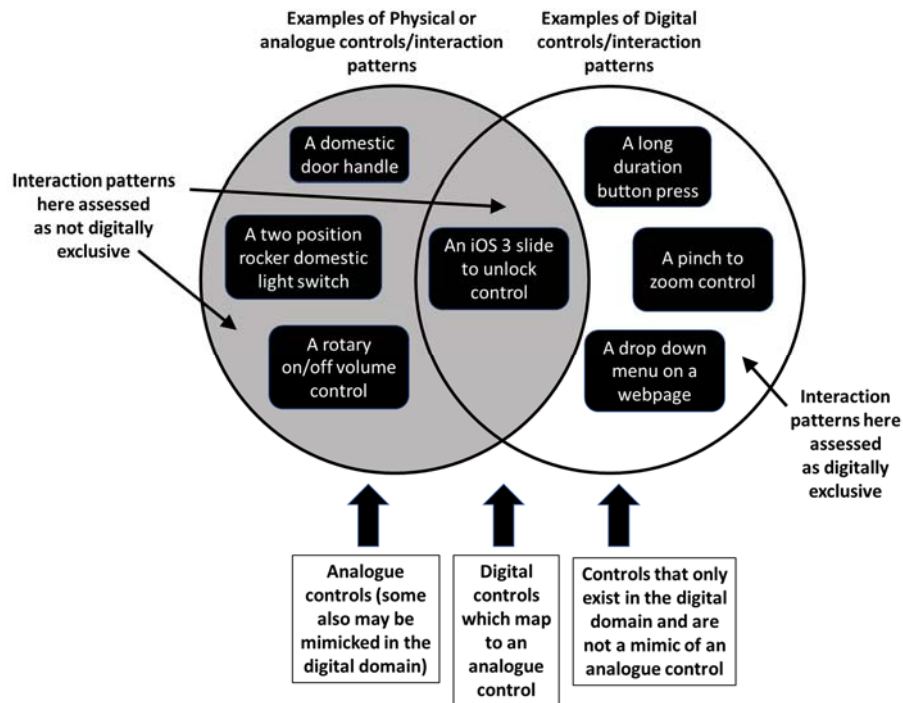 Examples of Physical or
analogue controls/interaction
patterns
Examples of Digital
controls/interaction
patterns
A domestic
door handle
A long
duration
button press
Interaction patterns
here assessed
as not digitally
exclusive
A two position
rocker domestic
light switch
An iOS 3 slide
to unlock
control
A pinch to
zoom control
A rotary
on/off volume
control
A drop down
menu on a
webpage
Interaction
patterns here
assessed
as digitally
exclusive
Analogue
controls (some
also may be
mimicked in the
digital domain)
Digital
controls
which map
to an
analogue
control
Controls that only
exist in the digital
domain and are
not a mimic of an
analogue control